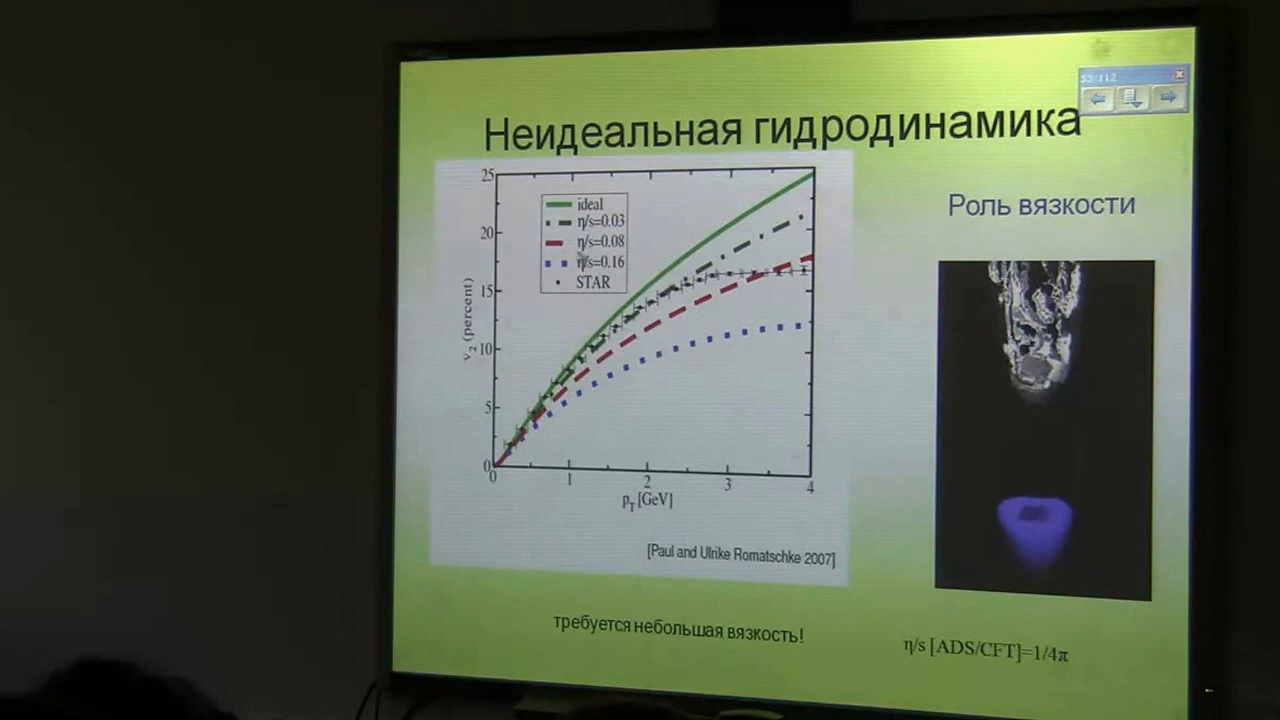 53/112
Неидеальная гидродинамика
Роль вязкости
25
20
15
10
5
0
v2 (percent)
ideal
η/s=0.03
η/s=0.08
η/s=0.16
STAR
0 1 2 3 4
pT [GeV]
[Paul and Ulrike Romatschke 2007]
требуется небольшая вязкость!
η/s [ADS/CFT]=1/4π